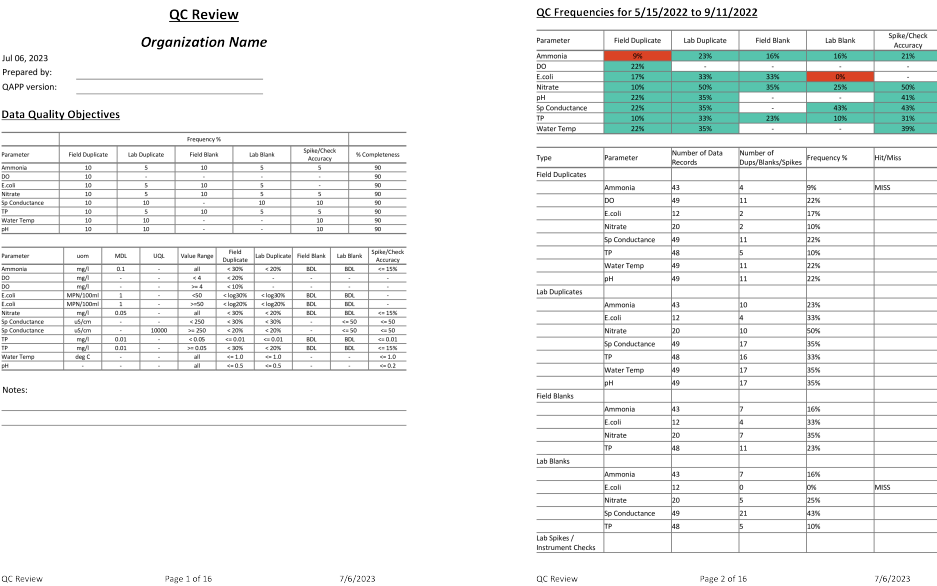 QC Review
Organization Name
Jul 06, 2023
Prepared by:
QAPP version:
Data Quality Objectives
Frequency %
Parameter Field Duplicate Lab Duplicate Field Blank Lab Blank Spike/Check Accuracy % Completeness
Ammonia 10 5 10 5 5 90
DO 10 - - - - 90
E.coli 10 5 10 5 - 90
Nitrate 10 5 10 5 5 90
Sp Conductance 10 10 - 10 10 90
TP 10 5 10 5 5 90
Water Temp 10 10 - - 10 90
pH 10 10 - - 10 90
Parameter uom MDL UQL Value Range Field Duplicate Lab Duplicate Field Blank Lab Blank Spike/Check Accuracy
Ammonia mg/l 0.1 - all < 30% < 20% BDL BDL <= 15%
DO mg/l - - < 4 < 20% - - - -
DO mg/l - - >= 4 < 10% - - - -
E.coli MPN/100ml 1 - <50 < log30% < log30% BDL BDL -
E.coli MPN/100ml 1 - >=50 < log20% < log20% BDL BDL -
Nitrate mg/l 0.05 - all < 30% < 20% BDL BDL <= 15%
Sp Conductance uS/cm - - < 250 < 30% < 30% - <= 50 <= 50
Sp Conductance uS/cm - 10000 >= 250 < 20% < 20% - <= 50 <= 50
TP mg/l 0.01 - < 0.05 <= 0.01 <= 0.01 BDL BDL <= 0.01
TP mg/l 0.01 - >= 0.05 < 30% < 20% BDL BDL <= 15%
Water Temp deg C - - all <= 1.0 <= 1.0 - - <= 1.0
pH - - - all <= 0.5 <= 0.5 - - <= 0.2
Notes:
QC Review Page 1 of 16 7/6/2023
QC Frequencies for 5/15/2022 to 9/11/2022
Parameter Field Duplicate Lab Duplicate Field Blank Lab Blank Spike/Check Accuracy
Ammonia 9% 23% 16% 16% 21%
DO 22% - - - -
E.coli 17% 33% 33% 0% -
Nitrate 10% 50% 35% 25% 50%
pH 22% 35% - - 41%
Sp Conductance 22% 35% - 43% 43%
TP 10% 33% 23% 10% 31%
Water Temp 22% 35% - - 39%
Type Parameter Number of Data Records Number of Dups/Blanks/Spikes Frequency % Hit/Miss
Field Duplicates
Ammonia 43 4 9% MISS
DO 49 11 22%
E.coli 12 2 17%
Nitrate 20 2 10%
Sp Conductance 49 11 22%
TP 48 5 10%
Water Temp 49 11 22%
pH 49 11 22%
Lab Duplicates
Ammonia 43 10 23%
E.coli 12 4 33%
Nitrate 20 10 50%
Sp Conductance 49 17 35%
TP 48 16 33%
Water Temp 49 17 35%
pH 49 17 35%
Field Blanks
Ammonia 43 7 16%
E.coli 12 4 33%
Nitrate 20 7 35%
TP 48 11 23%
Lab Blanks
Ammonia 43 7 16%
E.coli 12 0 0% MISS
Nitrate 20 5 25%
Sp Conductance 49 21 43%
TP 48 5 10%
Lab Spikes /
Instrument Checks
QC Review Page 2 of 16 7/6/2023